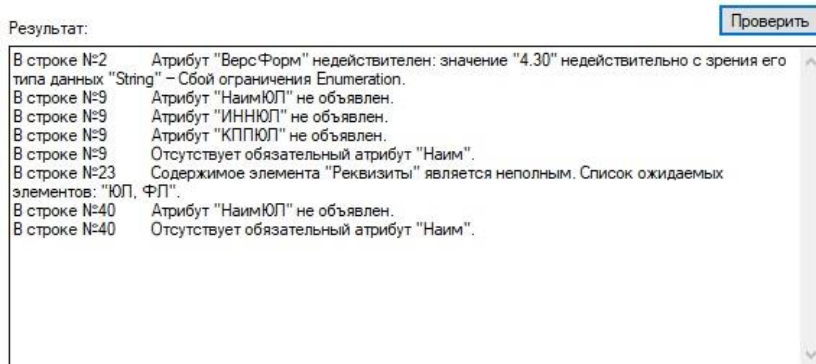 Результат:
Проверить
В строке №2 Атрибут "ВерсФорм" недействителен: значение "4.30" недействительно с зрения его
типа данных "String" – Сбой ограничения Enumeration.
В строке №9 Атрибут "НаимЮЛ" не объявлен.
В строке №9 Атрибут "ИННЮЛ" не объявлен.
В строке №9 Атрибут "КППЮЛ" не объявлен.
В строке №9 Отсутствует обязательный атрибут "Наим".
В строке №23 Содержимое элемента "Реквизиты" является неполным. Список ожидаемых
элементов: "ЮЛ, ФЛ".
В строке №40 Атрибут "НаимЮЛ" не объявлен.
В строке №40 Отсутствует обязательный атрибут "Наим".